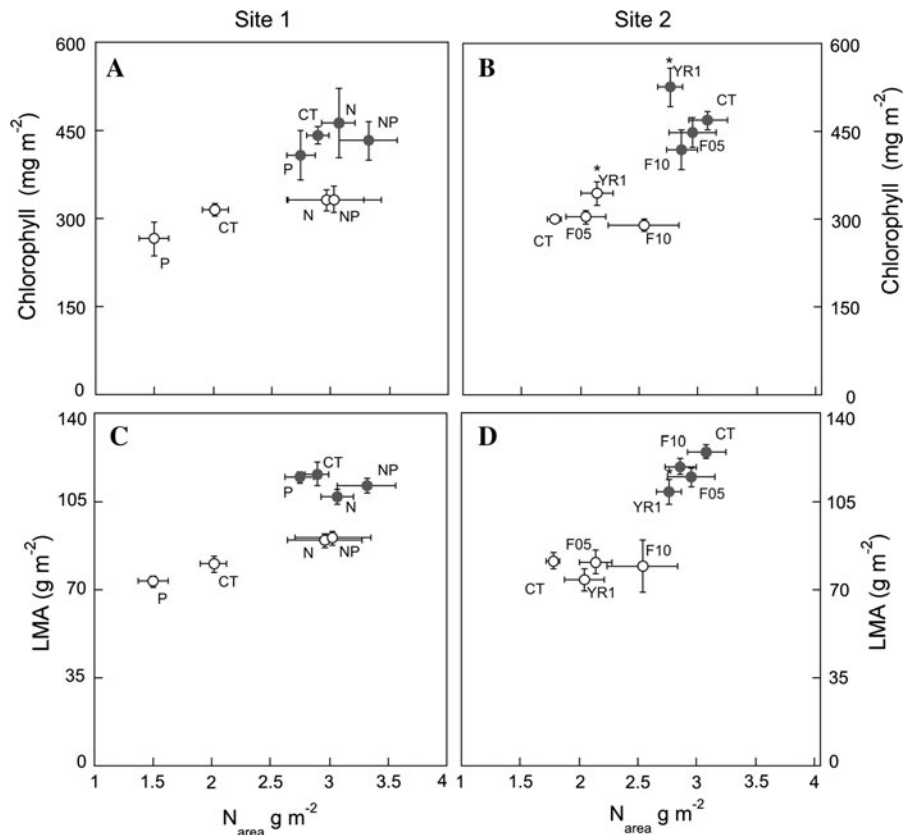 Site 1
Site 2
600
450
300
150
0
Chlorophyll (mg m-2)
A
CT
N
NP
P
P
CT
N
NP
B
*
YR1
CT
F10
F05
*
YR1
CT
F05
F10
600
450
300
150
0
Chlorophyll (mg m-2)
140
105
70
35
0
LMA (g m-2)
C
P
CT
N
NP
P
CT
N
NP
D
F10
CT
*
YR1
F05
CT
F05
YR1
F10
140
105
70
35
0
LMA (g m-2)
1
1.5
2
2.5
3
3.5
4
1
1.5
2
2.5
3
3.5
4
Narea g m-2
Narea g m-2